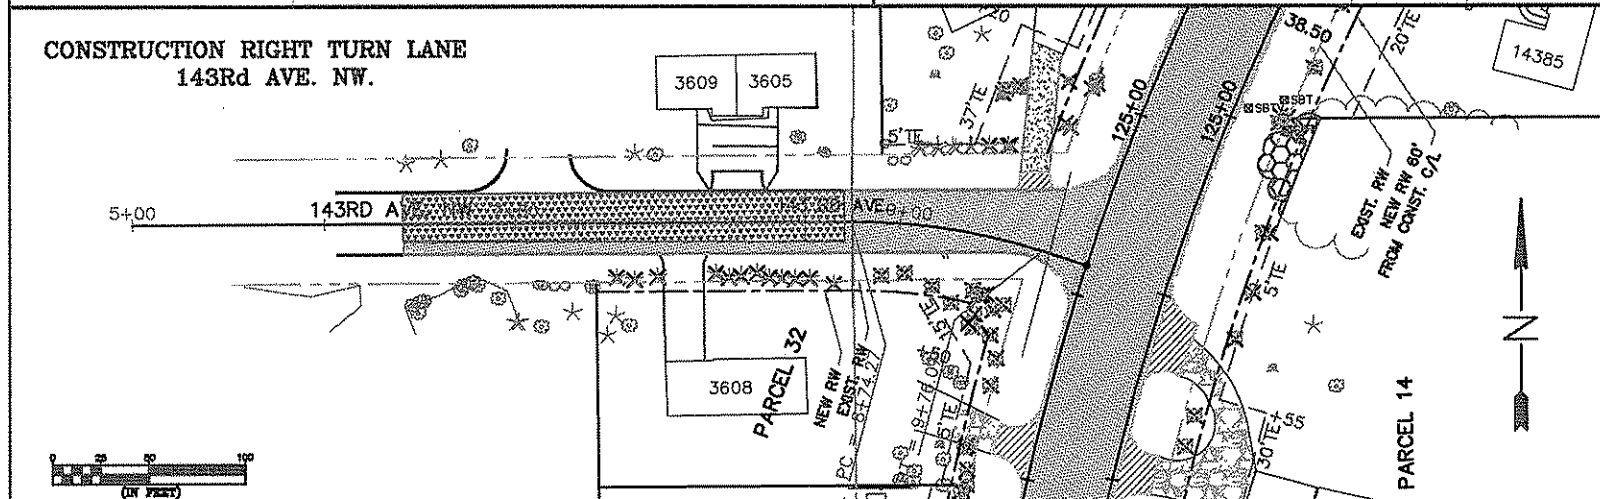 CONSTRUCTION RIGHT TURN LANE
143Rd AVE. NW.
3609
3605
+20
37'TE
5'TE
125+00
125+00
38.50
20'TE
14385
SBT
SBT
5+00
143RD A
AVE
+00
EXIST. RW
NEW RW 60'
FROM CONST. C/L
5'TE
5'TE
3608
PARCEL 32
NEW RW
EXIST. RW
5'TE
+55
30'TE
PARCEL 14
N
0
25
50
100
(IN FEET)